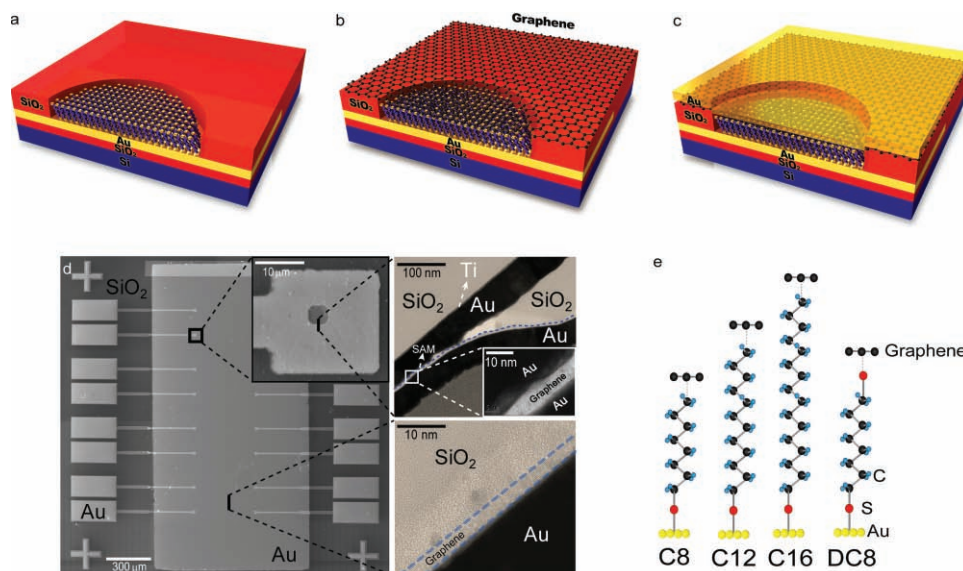 a
b
c
Graphene
SiO₂
Au
SiO₂
Si
SiO₂
Au
SiO₂
Si
Au
SiO₂
Au
SiO₂
Si
d
SiO₂
10 µm
Au
300 µm
Au
100 nm
Ti
SiO₂
Au
SiO₂
Au
SAM
10 nm
Au
Graphene
Au
10 nm
SiO₂
Graphene
Au
e
Graphene
C
S
Au
C8 C12 C16 DC8